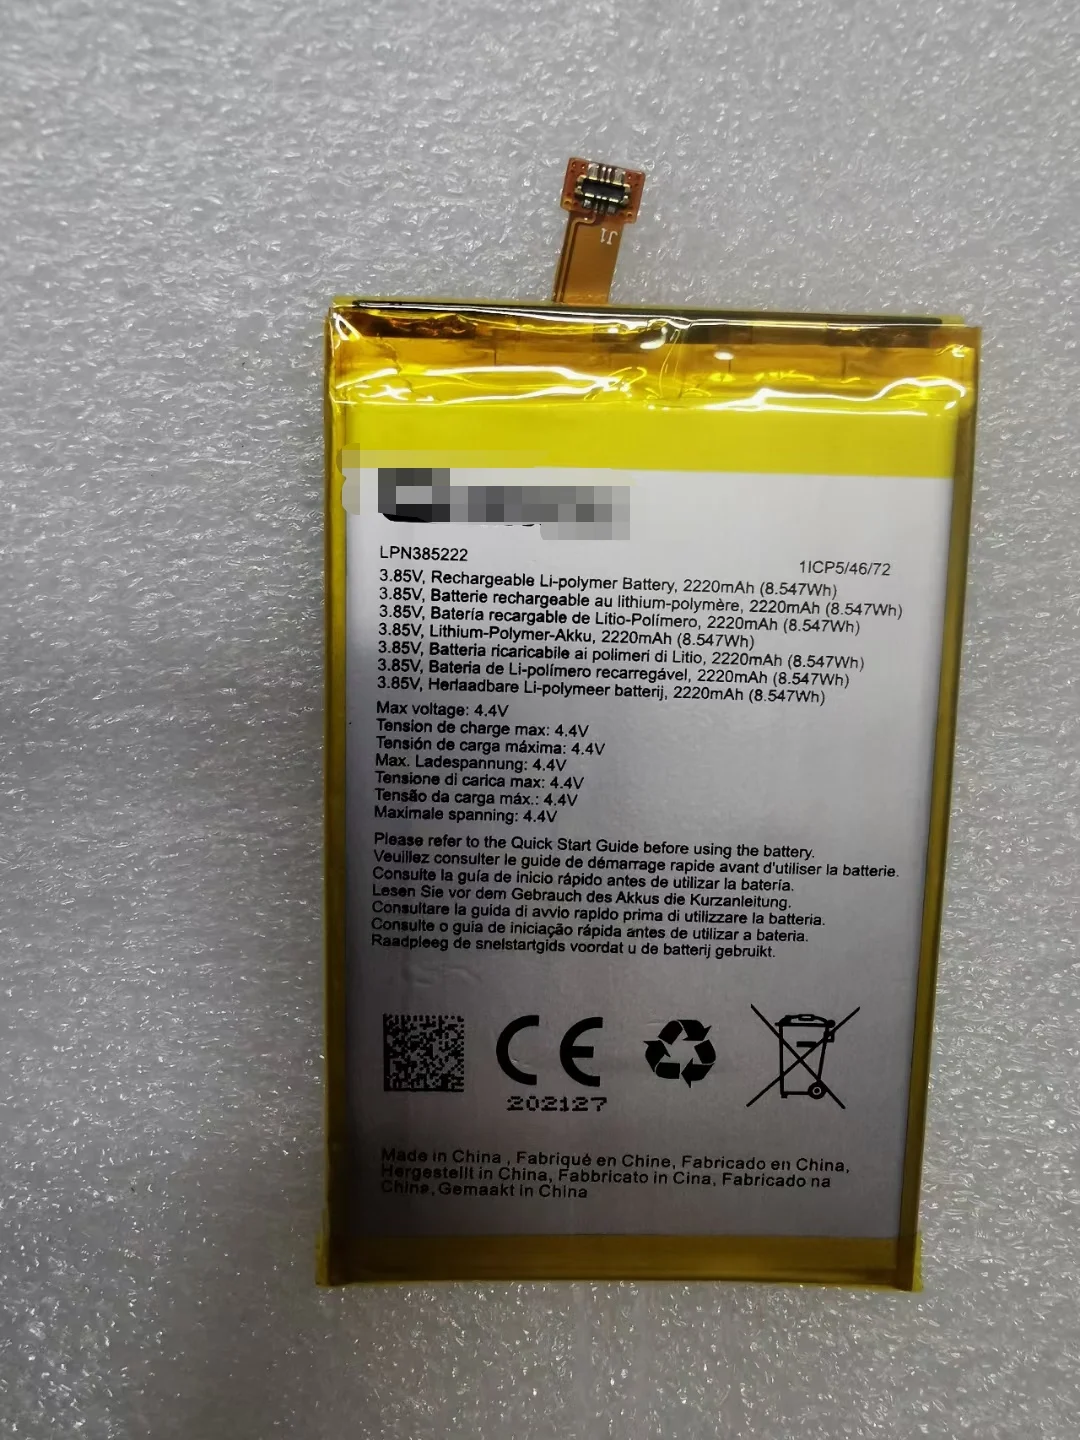 J1
LPN385222
1ICP5/46/72
3.85V, Rechargeable Li-polymer Battery, 2220mAh (8.547Wh)
3.85V, Batterie rechargeable au lithium-polymère, 2220mAh (8.547Wh)
3.85V, Batería recargable de Litio-Polímero, 2220mAh (8.547Wh)
3.85V, Lithium-Polymer-Akku, 2220mAh (8.547Wh)
3.85V, Batteria ricaricabile ai polimeri di Litio, 2220mAh (8.547Wh)
3.85V, Bateria de Li-polímero recarregável, 2220mAh (8.547Wh)
3.85V, Herlaadbare Li-polymeer batterij, 2220mAh (8.547Wh)
Max voltage: 4.4V
Tension de charge max: 4.4V
Tensión de carga máxima: 4.4V
Max. Ladespannung: 4.4V
Tensione di carica max: 4.4V
Tensão da carga máx.: 4.4V
Maximale spanning: 4.4V
Please refer to the Quick Start Guide before using the battery.
Veuillez consulter le guide de démarrage rapide avant d'utiliser la batterie.
Consulte la guía de inicio rápido antes de utilizar la batería.
Lesen Sie vor dem Gebrauch des Akkus die Kurzanleitung.
Consultare la guida di avvio rapido prima di utilizzare la batteria.
Consulte o guia de iniciação rápida antes de utilizar a bateria.
Raadpleeg de snelstartgids voordat u de batterij gebruikt.
CE
202127
Made in China , Fabriqué en Chine, Fabricado en China,
Hergestellt in China, Fabbricato in Cina, Fabricado na
China, Gemaakt in China